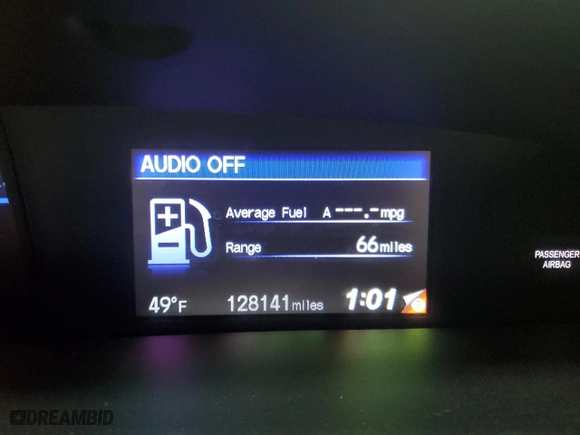 AUDIO OFF
Average Fuel A ---.- mpg
Range 66 miles
49°F 128141 miles 1:01
PASSENGER
AIRBAG
DREAMBID